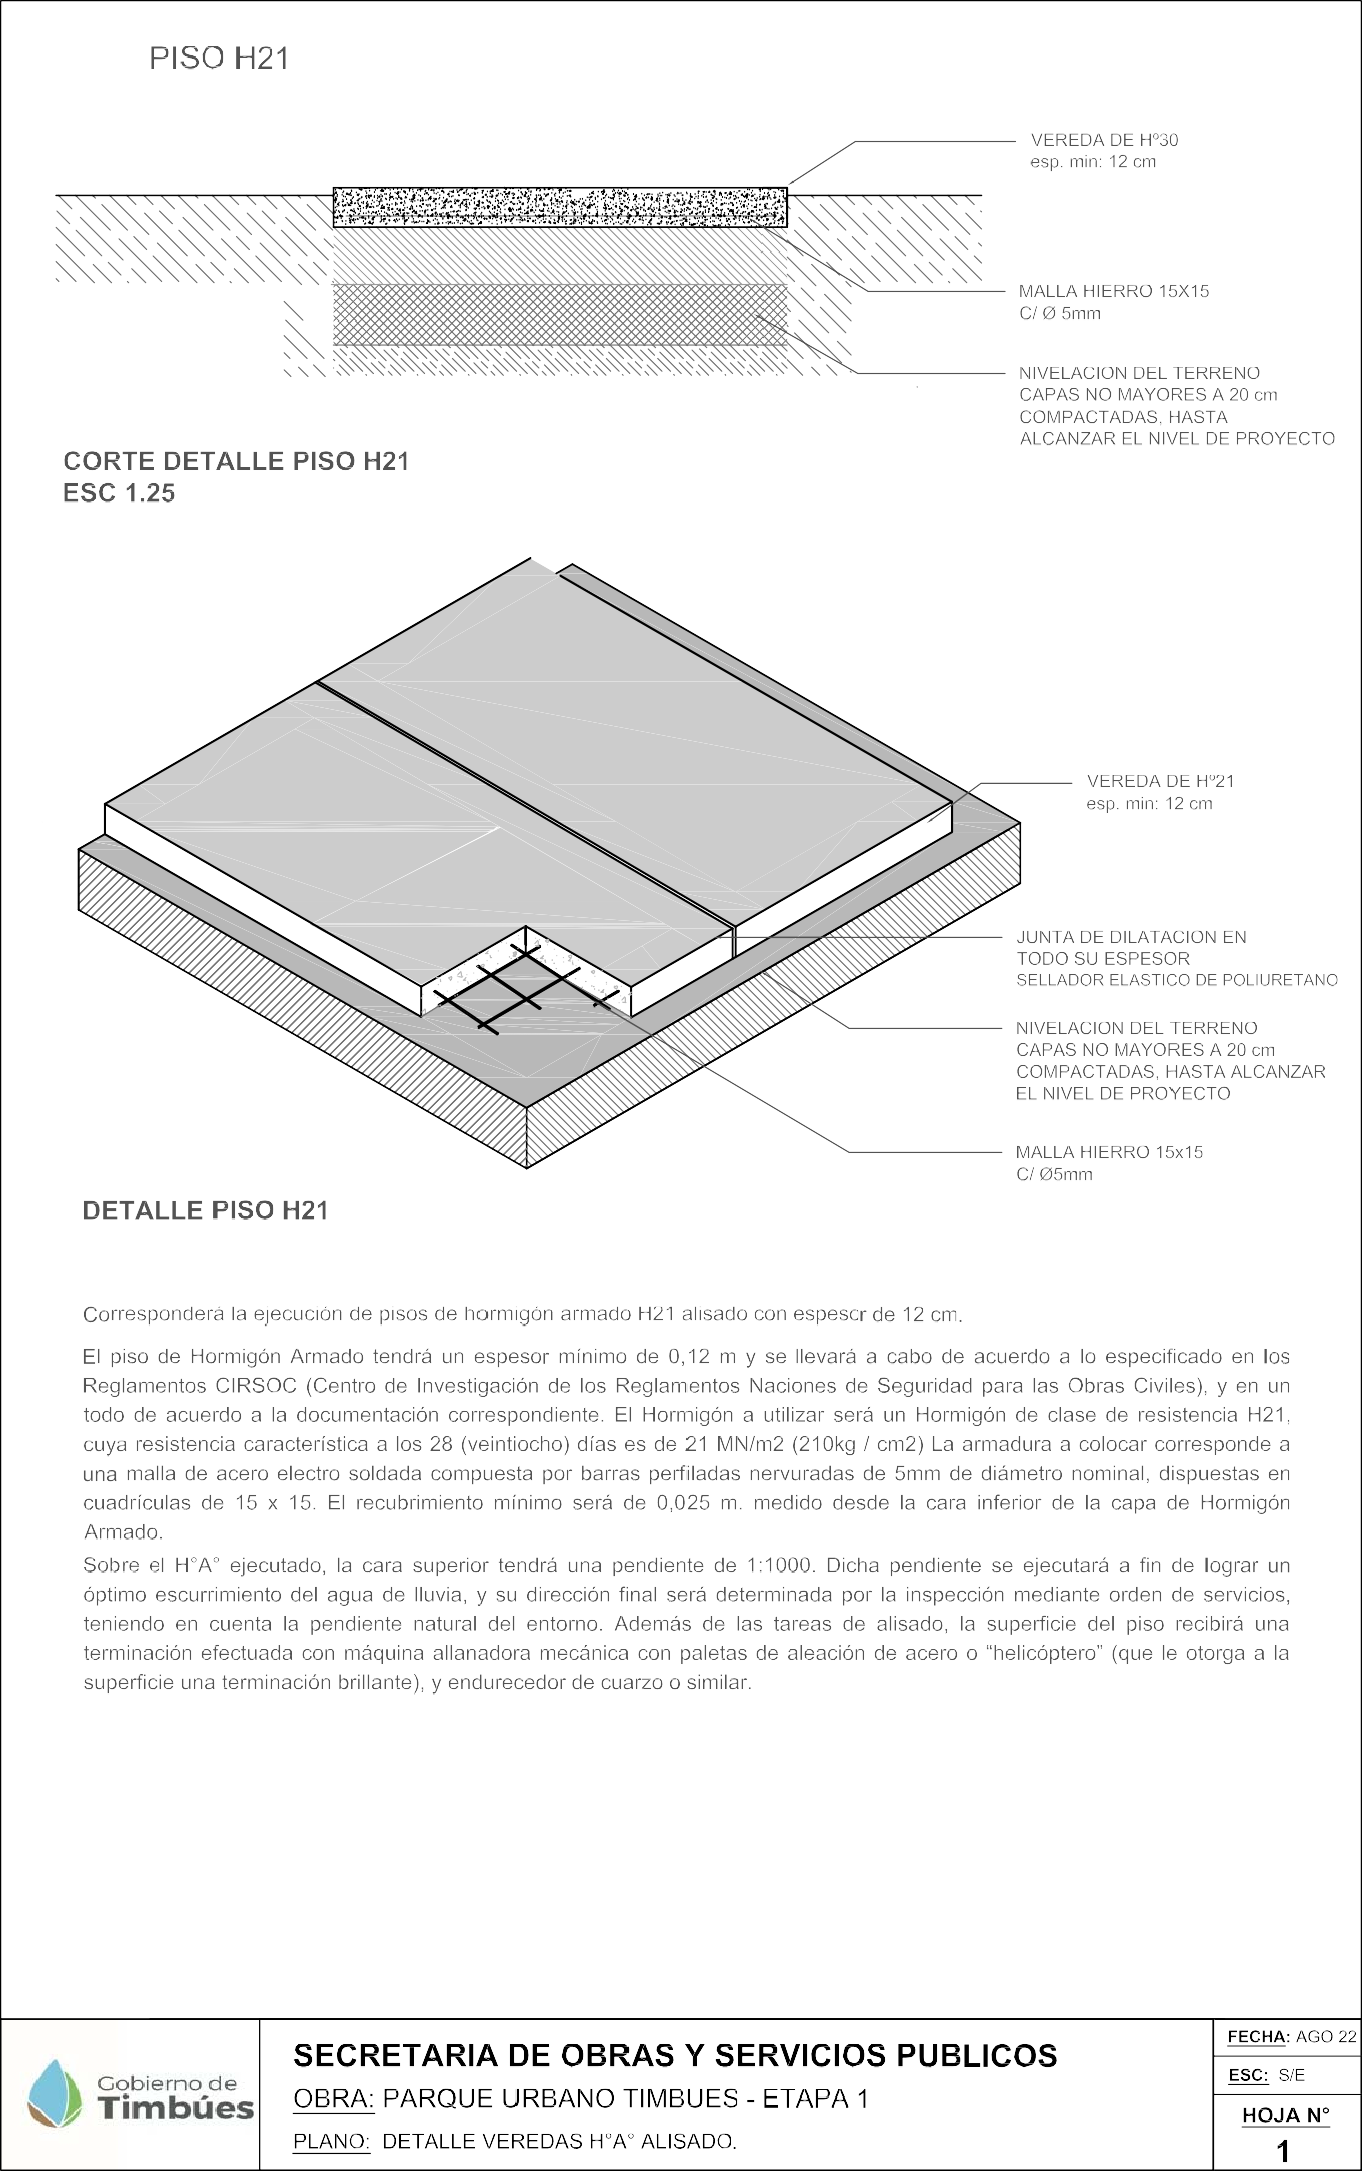 PISO H21
VEREDA DE Hº30
esp. min: 12 cm
MALLA HIERRO 15X15
C/ Ø 5mm
NIVELACION DEL TERRENO
CAPAS NO MAYORES A 20 cm
COMPACTADAS, HASTA
ALCANZAR EL NIVEL DE PROYECTO
CORTE DETALLE PISO H21
ESC 1.25
VEREDA DE Hº21
esp. min: 12 cm
JUNTA DE DILATACION EN
TODO SU ESPESOR
SELLADOR ELASTICO DE POLIURETANO
NIVELACION DEL TERRENO
CAPAS NO MAYORES A 20 cm
COMPACTADAS, HASTA ALCANZAR
EL NIVEL DE PROYECTO
MALLA HIERRO 15x15
C/ Ø5mm
DETALLE PISO H21
Corresponderá la ejecución de pisos de hormigón armado H21 alisado con espesor de 12 cm.
El piso de Hormigón Armado tendrá un espesor mínimo de 0,12 m y se llevará a cabo de acuerdo a lo especificado en los
Reglamentos CIRSOC (Centro de Investigación de los Reglamentos Naciones de Seguridad para las Obras Civiles), y en un
todo de acuerdo a la documentación correspondiente. El Hormigón a utilizar será un Hormigón de clase de resistencia H21,
cuya resistencia característica a los 28 (veintiocho) días es de 21 MN/m2 (210kg / cm2) La armadura a colocar corresponde a
una malla de acero electro soldada compuesta por barras perfiladas nervuradas de 5mm de diámetro nominal, dispuestas en
cuadrículas de 15 x 15. El recubrimiento mínimo será de 0,025 m. medido desde la cara inferior de la capa de Hormigón
Armado.
Sobre el H°A° ejecutado, la cara superior tendrá una pendiente de 1:1000. Dicha pendiente se ejecutará a fin de lograr un
óptimo escurrimiento del agua de lluvia, y su dirección final será determinada por la inspección mediante orden de servicios,
teniendo en cuenta la pendiente natural del entorno. Además de las tareas de alisado, la superficie del piso recibirá una
terminación efectuada con máquina allanadora mecánica con paletas de aleación de acero o “helicóptero” (que le otorga a la
superficie una terminación brillante), y endurecedor de cuarzo o similar.
Gobierno de
Timbúes
SECRETARIA DE OBRAS Y SERVICIOS PUBLICOS
OBRA: PARQUE URBANO TIMBUES - ETAPA 1
PLANO: DETALLE VEREDAS H°A° ALISADO.
FECHA: AGO 22
ESC: S/E
HOJA N°
1